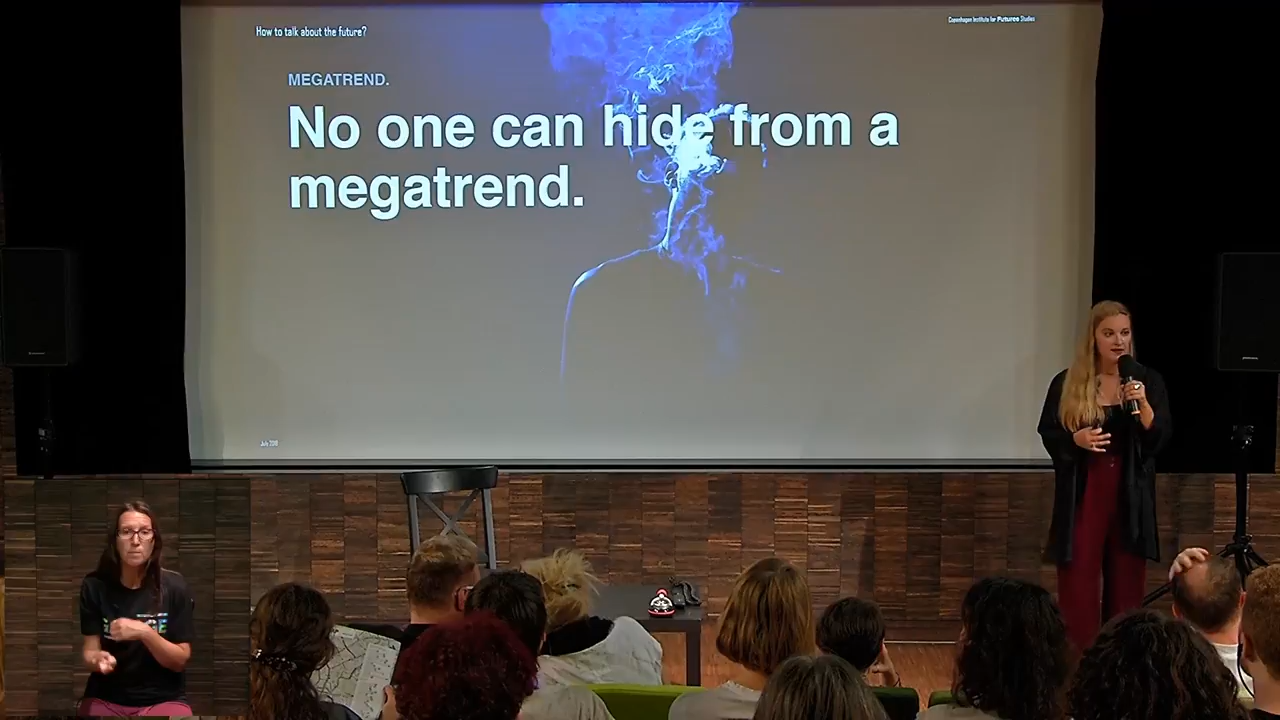 How to talk about the future?
Copenhagen Institute for Futures Studies
MEGATREND.
No one can hide from a
megatrend.